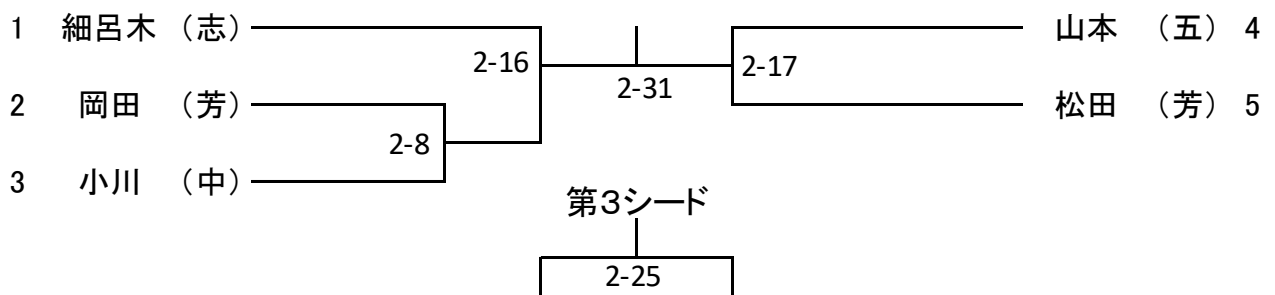 1 細呂木 （志） 山本 （五） 4
2-16 2-17
2-31
2 岡田 （芳） 松田 （芳） 5
2-8
3 小川 （中）
第3シード
2-25